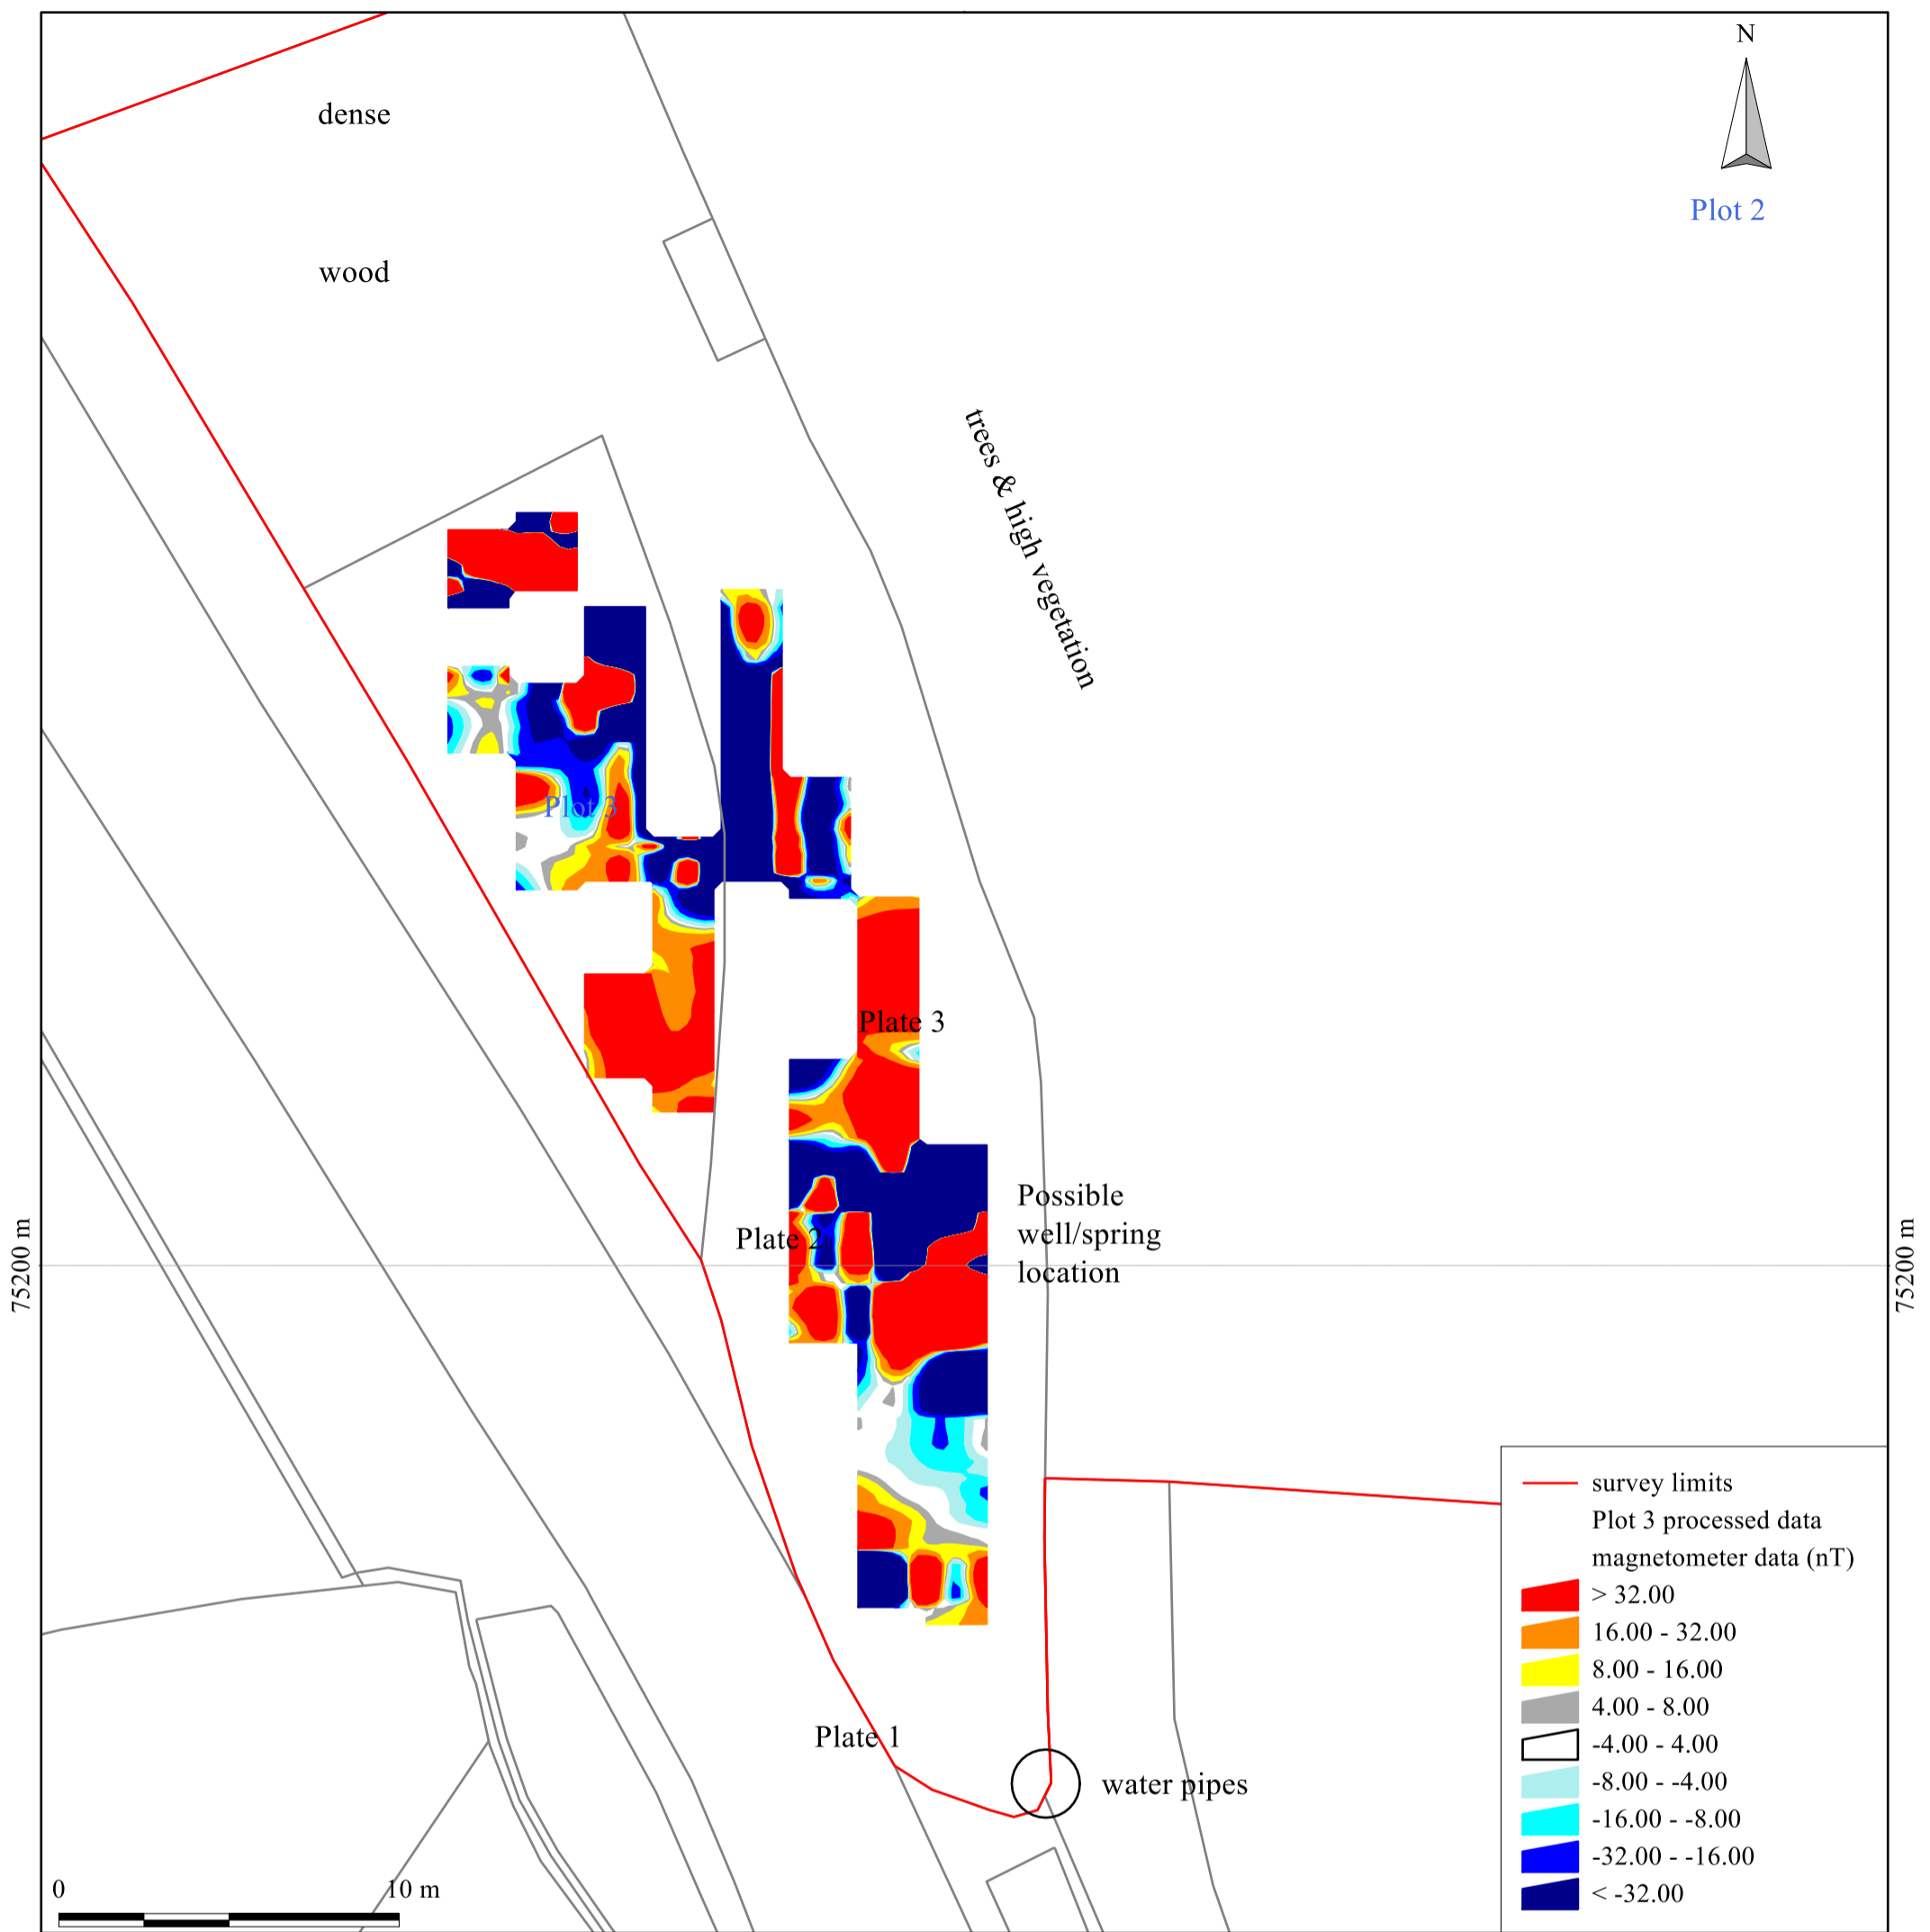 N
dense
Plot 2
wood
trees & high vegetation
Plot 3
Plate 3
Possible
well/spring
location
Plate 2
75200 m
75200 m
survey limits
Plot 3 processed data
magnetometer data (nT)
> 32.00
16.00 - 32.00
8.00 - 16.00
4.00 - 8.00
-4.00 - 4.00
-8.00 - -4.00
-16.00 - -8.00
-32.00 - -16.00
< -32.00
Plate 1
water pipes
0 10 m